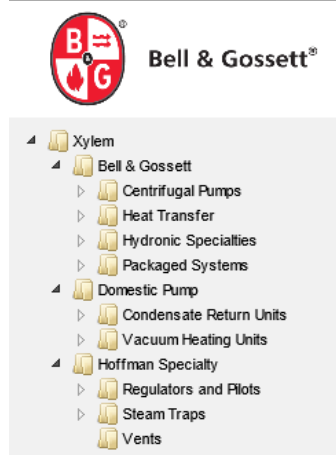 B
G
®
Bell & Gossett®
Xylem
Bell & Gossett
Centrifugal Pumps
Heat Transfer
Hydronic Specialties
Packaged Systems
Domestic Pump
Condensate Return Units
Vacuum Heating Units
Hoffman Specialty
Regulators and Pilots
Steam Traps
Vents